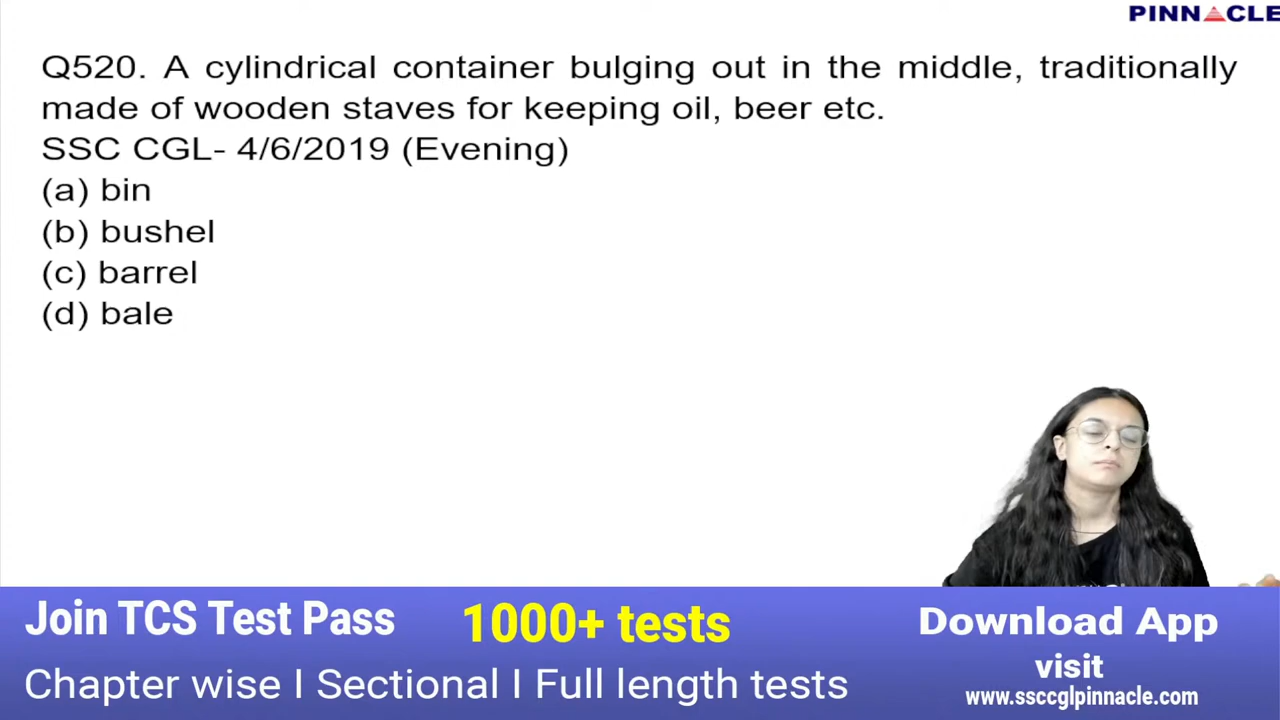 PINNACLE
Q520. A cylindrical container bulging out in the middle, traditionally
made of wooden staves for keeping oil, beer etc.
SSC CGL- 4/6/2019 (Evening)
(a) bin
(b) bushel
(c) barrel
(d) bale
Join TCS Test Pass
1000+ tests
Chapter wise I Sectional I Full length tests
Download App
visit
www.ssccglpinnacle.com